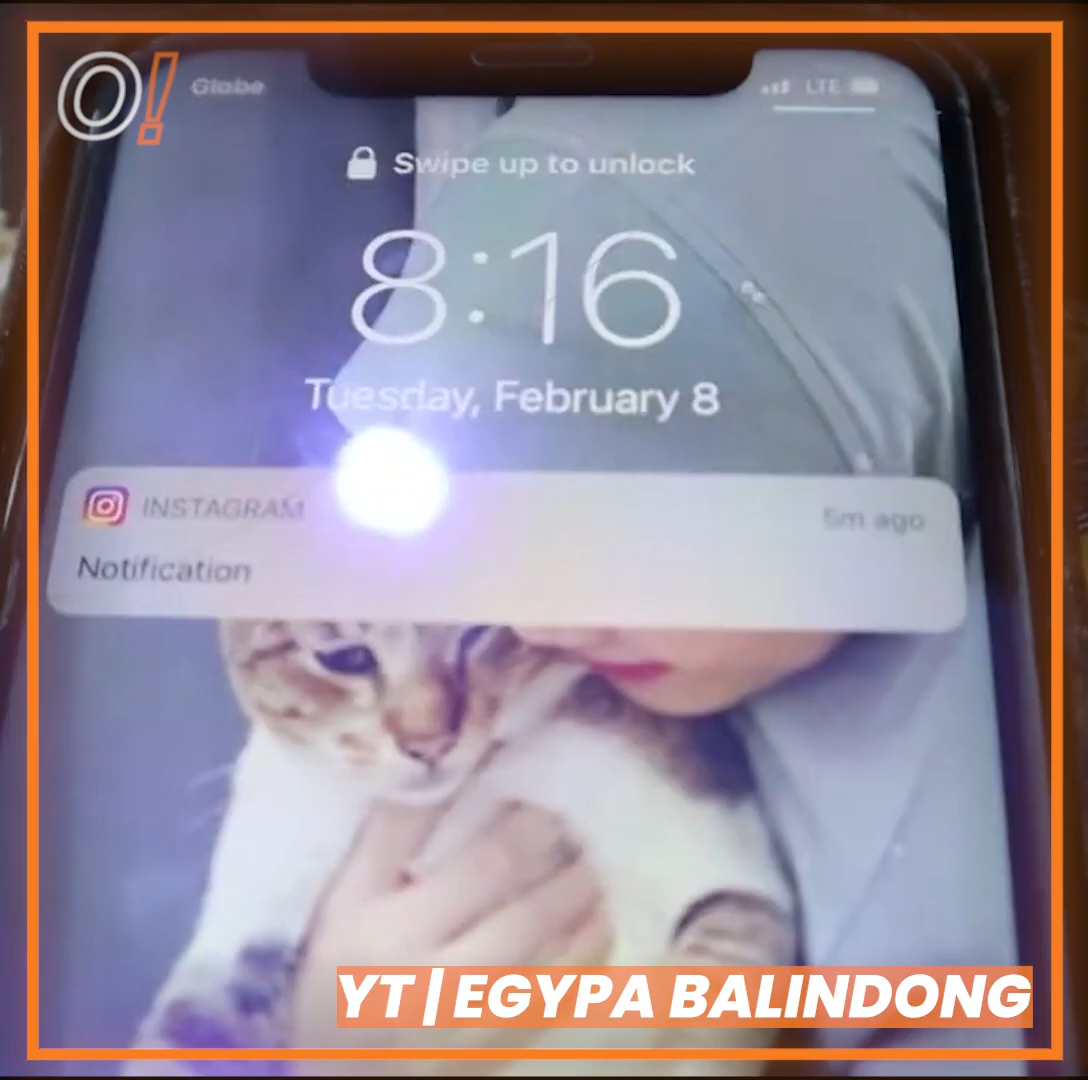 O!
Globe
LTE
Swipe up to unlock
8:16
Tuesday, February 8
INSTAGRAM
5m ago
Notification
YT | EGYPA BALINDONG